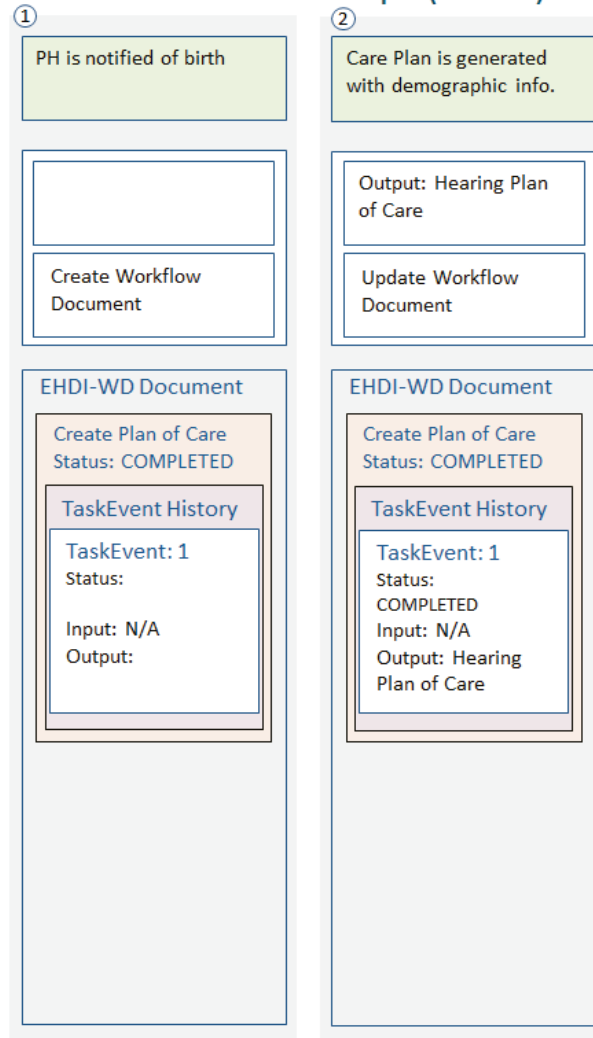 1
PH is notified of birth
Create Workflow
Document
EHDI-WD Document
Create Plan of Care
Status: COMPLETED
TaskEvent History
TaskEvent: 1
Status:
Input: N/A
Output:
2
Care Plan is generated
with demographic info.
Output: Hearing Plan
of Care
Update Workflow
Document
EHDI-WD Document
Create Plan of Care
Status: COMPLETED
TaskEvent History
TaskEvent: 1
Status:
COMPLETED
Input: N/A
Output: Hearing
Plan of Care